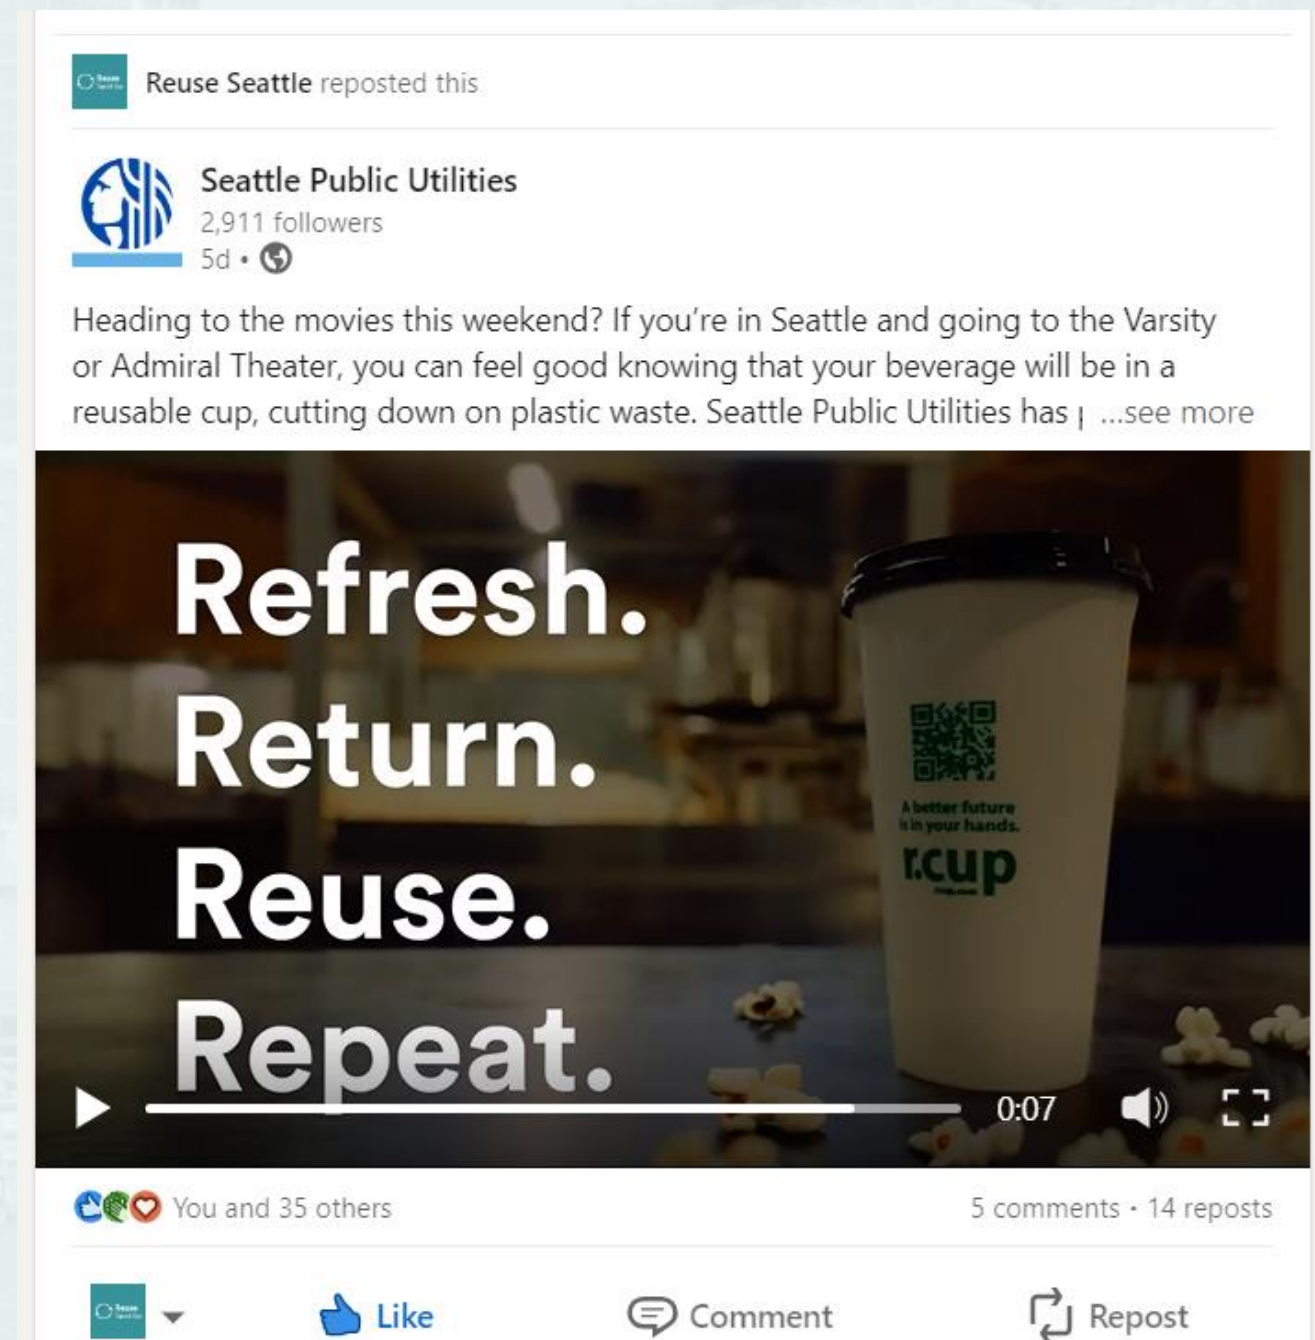 Reuse Seattle reposted this
Seattle Public Utilities
2,911 followers
5d •
Heading to the movies this weekend? If you're in Seattle and going to the Varsity
or Admiral Theater, you can feel good knowing that your beverage will be in a
reusable cup, cutting down on plastic waste. Seattle Public Utilities has ...see more
Refresh.
Return.
Reuse.
Repeat.
A better future
is in your hands.
r.cup
0:07
You and 35 others
5 comments • 14 reposts
Like
Comment
Repost